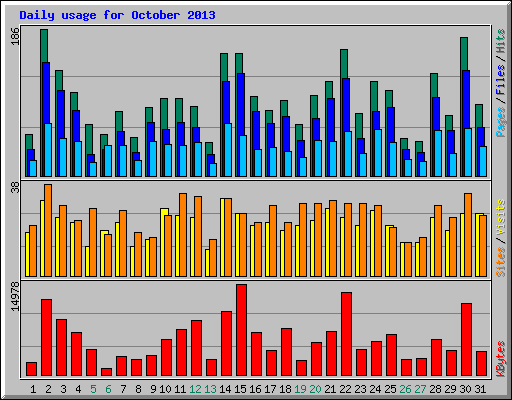 Daily usage for October 2013
186
Pages / Files / Hits
38
Sites / Visits
14978
KBytes
1 2 3 4 5 6 7 8 9 10 11 12 13 14 15 16 17 18 19 20 21 22 23 24 25 26 27 28 29 30 31